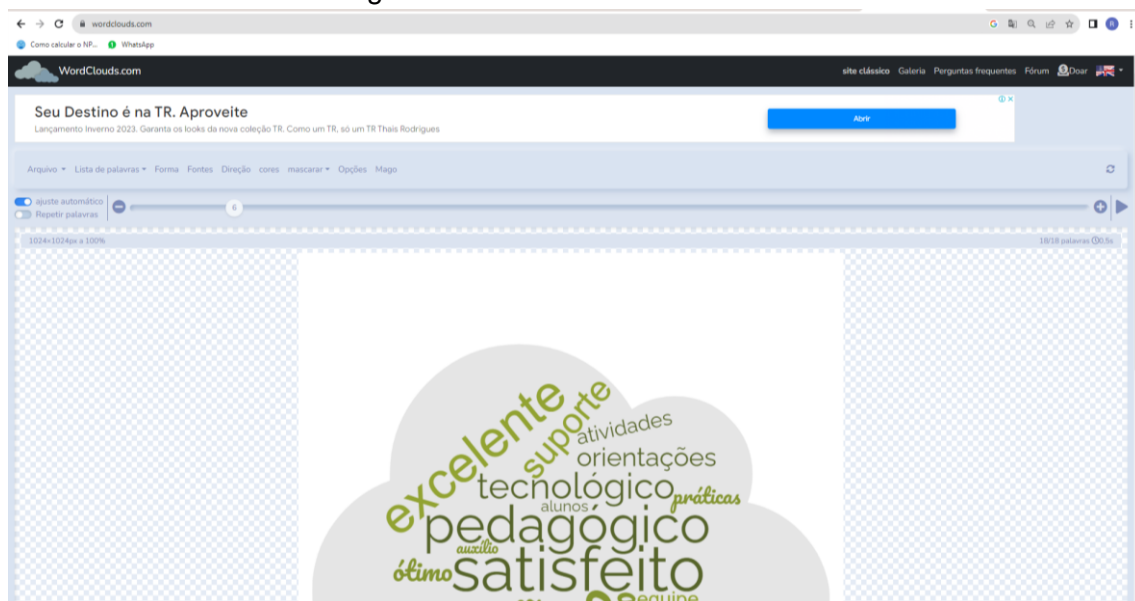 wordclouds.com
Como calcular o NP... WhatsApp
WordClouds.com site clássico Galeria Perguntas frequentes Fórum Doar
Seu Destino é na TR. Aproveite
Lançamento Inverno 2023. Garanta os looks da nova coleção TR. Como um TR, só um TR Thais Rodrigues
Abrir
Arquivo Lista de palavras Forma Fontes Direção cores mascarar Opções Mago
ajuste automático
Repetir palavras
6
1024×1024px a 100% 18/18 palavras 0.5s
excelente
suporte
atividades
orientações
tecnológico
práticas
alunos
pedagógico
auxílio
ótimo
satisfeito
equipe